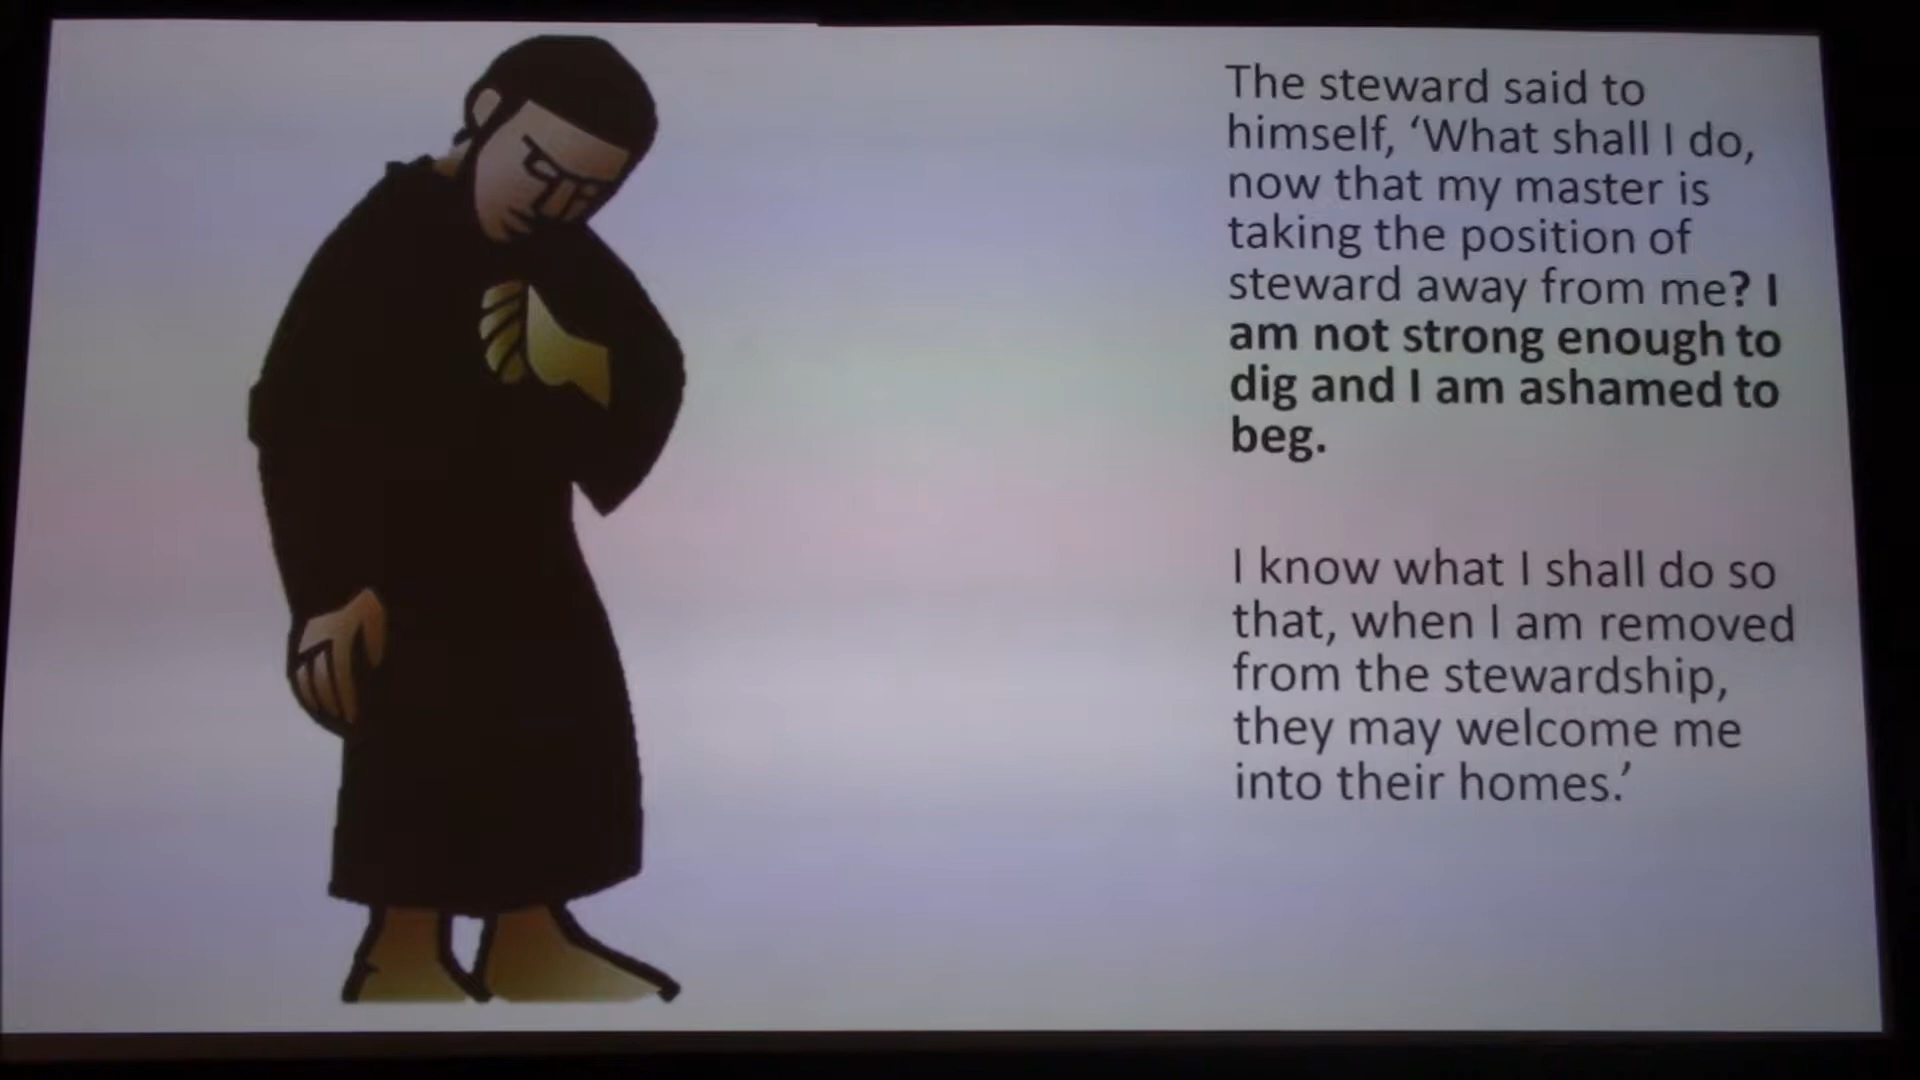 The steward said to
himself, ‘What shall I do,
now that my master is
taking the position of
steward away from me? I
am not strong enough to
dig and I am ashamed to
beg.
I know what I shall do so
that, when I am removed
from the stewardship,
they may welcome me
into their homes.’